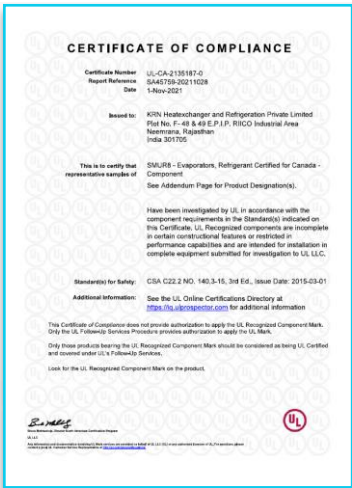 CERTIFICATE OF COMPLIANCE
Certificate Number UL-CA-2135187-0
Report Reference SA45759-20211028
Date 1-Nov-2021
Issued to: KRN Heatexchanger and Refrigeration Private Limited
Plot No. F- 48 & 49 E.P.I.P. RIICO Industrial Area
Neemrana, Rajasthan
India 301705
This is to certify that SMUR8 - Evaporators, Refrigerant Certified for Canada -
representative samples of Component
See Addendum Page for Product Designation(s).
Have been investigated by UL in accordance with the
component requirements in the Standard(s) indicated on
this Certificate. UL Recognized components are incomplete
in certain constructional features or restricted in
performance capabilities and are intended for installation in
complete equipment submitted for investigation to UL LLC.
Standard(s) for Safety: CSA C22.2 NO. 140.3-15, 3rd Ed., Issue Date: 2015-03-01
Additional Information: See the UL Online Certifications Directory at
https://iq.ulprospector.com for additional information
This Certificate of Compliance does not provide authorization to apply the UL Recognized Component Mark.
Only the UL Follow-Up Services Procedure provides authorization to apply the UL Mark.
Only those products bearing the UL Recognized Component Mark should be considered as being UL Certified
and covered under UL's Follow-Up Services.
Look for the UL Recognized Component Mark on the product.
UL
UL LLC